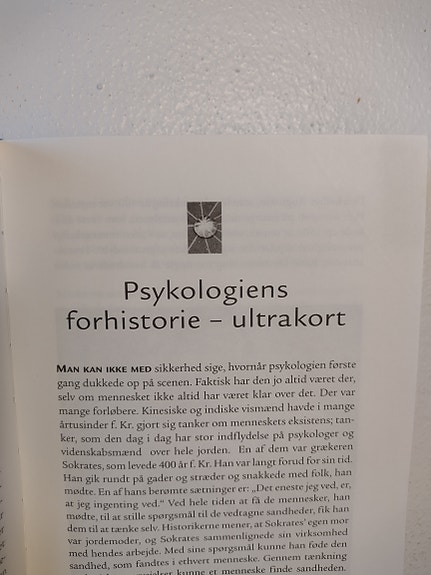 Psykologiens
forhistorie – ultrakort
MAN KAN IKKE MED sikkerhed sige, hvornår psykologien første
gang dukkede op på scenen. Faktisk har den jo altid været der,
selv om mennesket ikke altid har været klar over det. Der var
mange forløbere. Kinesiske og indiske vismænd havde i mange
årtusinder f. Kr. gjort sig tanker om menneskets eksistens; tan-
ker, som den dag i dag har stor indflydelse på psykologer og
videnskabsmænd over hele jorden. En af dem var grækeren
Sokrates, som levede 400 år f. Kr. Han var langt forud for sin tid.
Han gik rundt på gader og stræder og snakkede med folk, han
mødte. En af hans berømte sætninger er: „Det eneste jeg ved, er,
at jeg ingenting ved.” Ved hele tiden at få de mennesker, han
mødte, til at stille spørgsmål til de vedtagne sandheder, fik han
dem til at tænke selv. Historikerne mener, at Sokrates' egen mor
var jordemoder, og Sokrates sammenlignede sin virksomhed
med hendes arbejde. Med sine spørgsmål kunne han føde den
sandhed, som fandtes i ethvert menneske. Gennem tænkning
kunne et menneske finde sandheden.